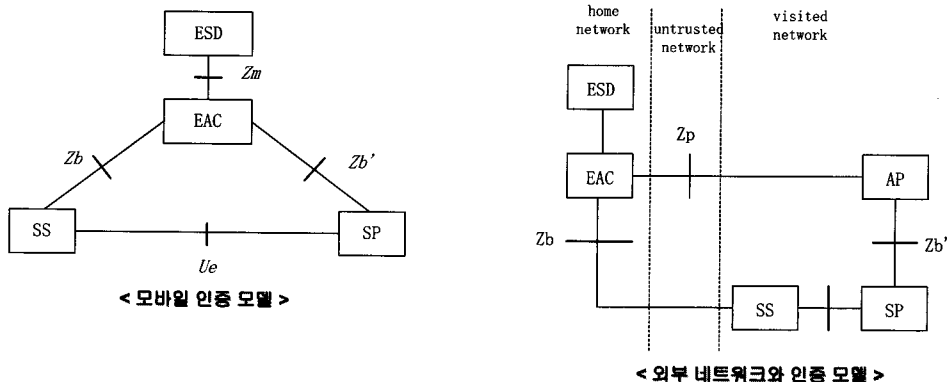 ESD
Zm
EAC
Zb
Zb'
SS
SP
Ue
< 모바일 인증 모델 >
home
network
untrusted
network
visited
network
ESD
Zp
EAC
AP
Zb
Zb'
SS
SP
< 외부 네트워크와 인증 모델 >